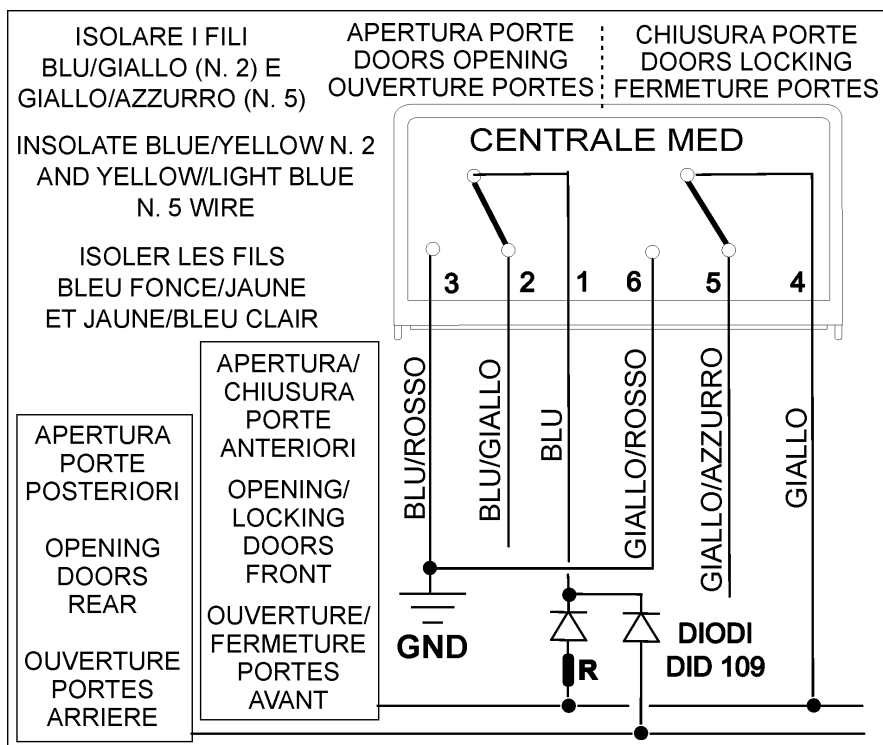 ISOLARE I FILI
BLU/GIALLO (N. 2) E
GIALLO/AZZURRO (N. 5)
INSOLATE BLUE/YELLOW N. 2
AND YELLOW/LIGHT BLUE
N. 5 WIRE
ISOLER LES FILS
BLEU FONCE/JAUNE
ET JAUNE/BLEU CLAIR
APERTURA PORTE
DOORS OPENING
OUVERTURE PORTES
CHIUSURA PORTE
DOORS LOCKING
FERMETURE PORTES
CENTRALE MED
3 2 1 6 5 4
BLU/ROSSO
BLU/GIALLO
BLU
GIALLO/ROSSO
GIALLO/AZZURRO
GIALLO
APERTURA
PORTE
POSTERIORI
OPENING
DOORS
REAR
OUVERTURE
PORTES
ARRIERE
APERTURA/
CHIUSURA
PORTE
ANTERIORI
OPENING/
LOCKING
DOORS
FRONT
OUVERTURE/
FERMETURE
PORTES
AVANT
GND
R
DIODI
DID 109